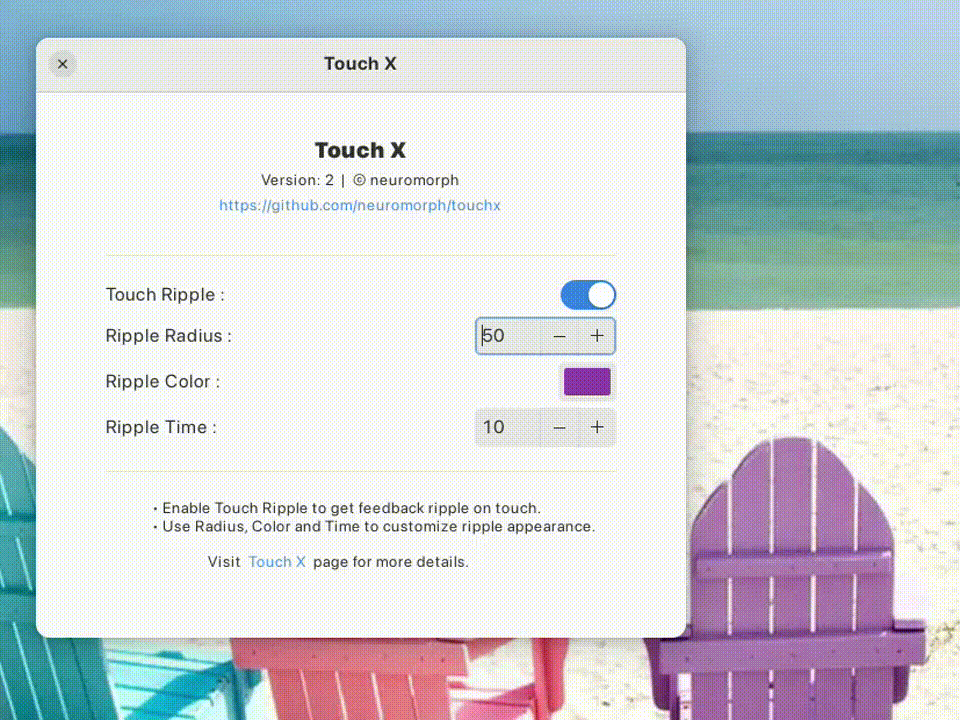 Touch X
Touch X
Version: 2 | © neuromorph
https://github.com/neuromorph/touchx
Touch Ripple :
Ripple Radius :
50 − +
Ripple Color :
Ripple Time :
10 − +
• Enable Touch Ripple to get feedback ripple on touch.
• Use Radius, Color and Time to customize ripple appearance.
Visit Touch X page for more details.